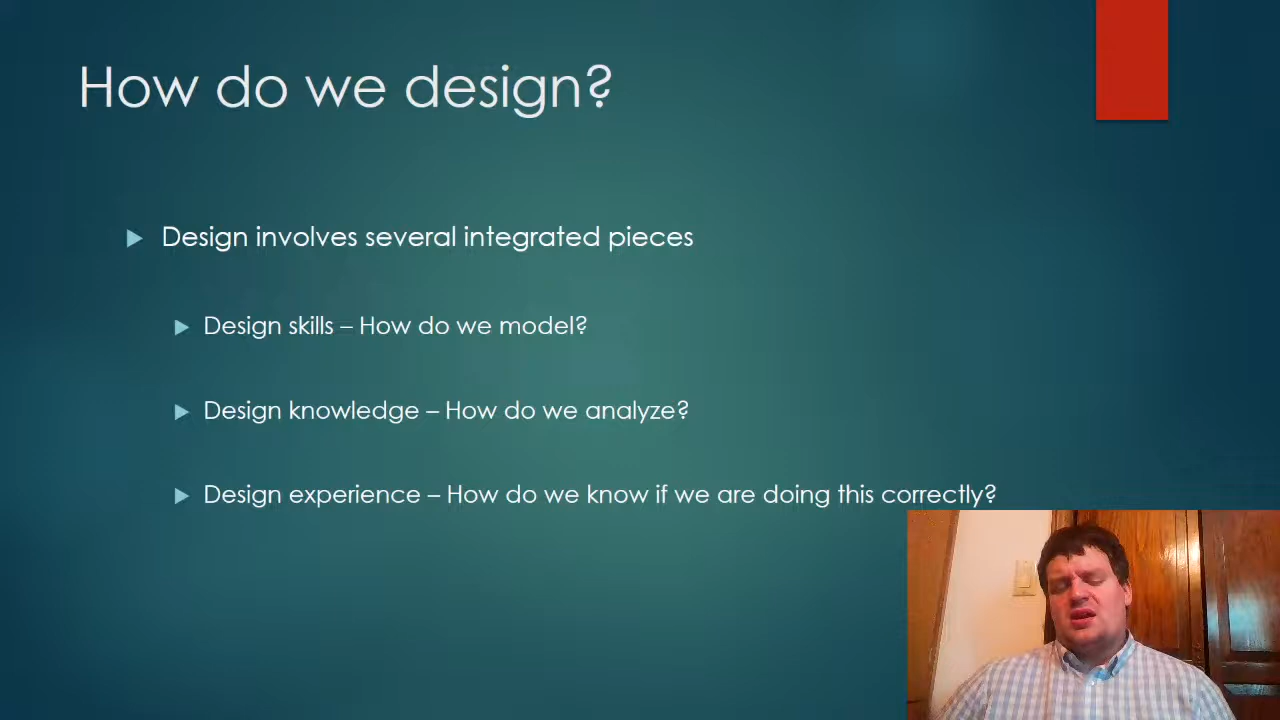 How do we design?
Design involves several integrated pieces
Design skills – How do we model?
Design knowledge – How do we analyze?
Design experience – How do we know if we are doing this correctly?